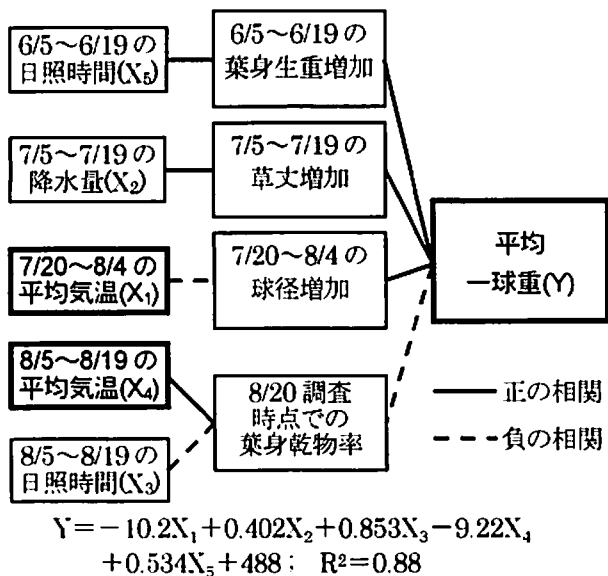 6/5～6/19の
日照時間(X₅)
6/5～6/19の
葉身生重増加
7/5～7/19の
降水量(X₂)
7/5～7/19の
草丈増加
7/20～8/4の
平均気温(X₁)
7/20～8/4の
球径増加
平均
一球重(Y)
8/5～8/19の
平均気温(X₄)
8/5～8/19の
日照時間(X₃)
8/20 調査
時点での
葉身乾物率
正の相関
負の相関
Y=－10.2X₁+0.402X₂+0.853X₃－9.22X₄
+0.534X₅+488； R²=0.88